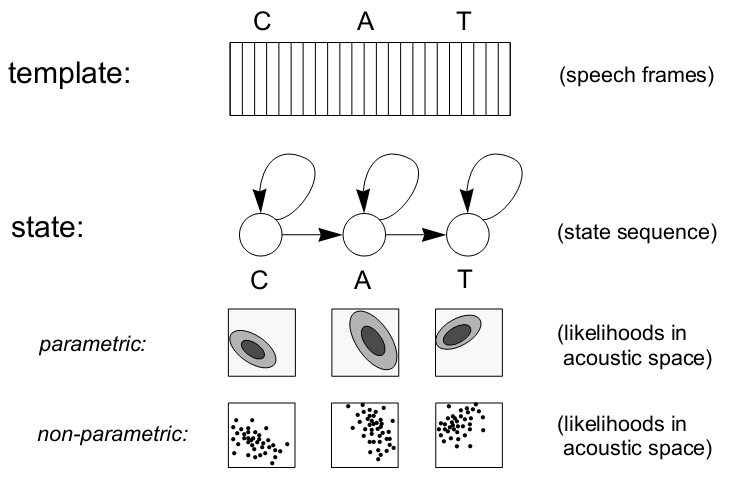 C A T
template: (speech frames)
state: (state sequence)
C A T
parametric: (likelihoods in
acoustic space)
non-parametric: (likelihoods in
acoustic space)